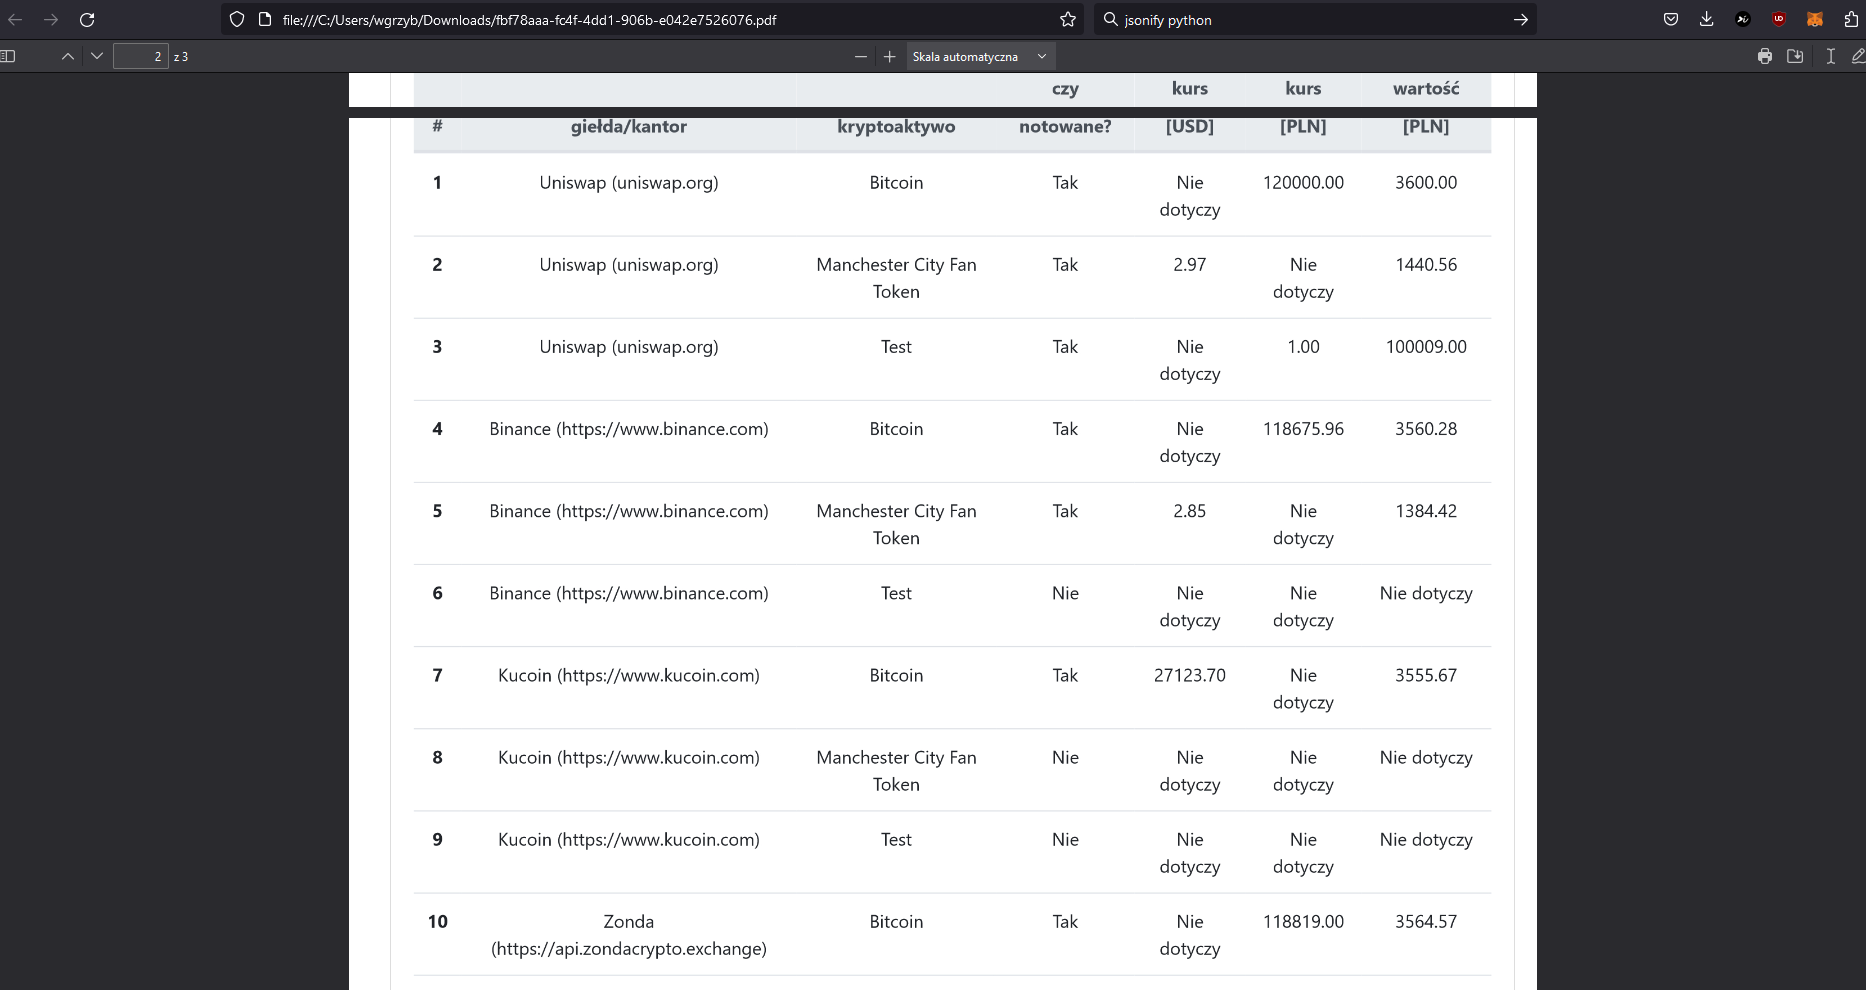 file:///C:/Users/wgrzyb/Downloads/fbf78aaa-fc4f-4dd1-906b-e042e7526076.pdf
jsonify python
2 z 3
Skala automatyczna
czy kurs kurs wartość
# giełda/kantor kryptoaktywo notowane? [USD] [PLN] [PLN]
1 Uniswap (uniswap.org) Bitcoin Tak Nie 120000.00 3600.00
dotyczy
2 Uniswap (uniswap.org) Manchester City Fan Tak 2.97 Nie 1440.56
Token dotyczy
3 Uniswap (uniswap.org) Test Tak Nie 1.00 100009.00
dotyczy
4 Binance (https://www.binance.com) Bitcoin Tak Nie 118675.96 3560.28
dotyczy
5 Binance (https://www.binance.com) Manchester City Fan Tak 2.85 Nie 1384.42
Token dotyczy
6 Binance (https://www.binance.com) Test Nie Nie Nie Nie dotyczy
dotyczy dotyczy
7 Kucoin (https://www.kucoin.com) Bitcoin Tak 27123.70 Nie 3555.67
dotyczy
8 Kucoin (https://www.kucoin.com) Manchester City Fan Nie Nie Nie Nie dotyczy
Token dotyczy dotyczy
9 Kucoin (https://www.kucoin.com) Test Nie Nie Nie Nie dotyczy
dotyczy dotyczy
10 Zonda Bitcoin Tak Nie 118819.00 3564.57
(https://api.zondacrypto.exchange) dotyczy